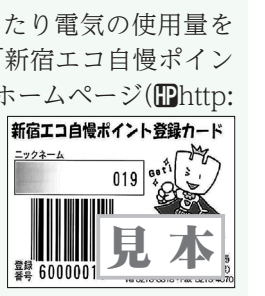 たり電気の使用量を
「新宿エコ自慢ポイン
ホームページ(HPhttp:
新宿エコ自慢ポイント登録カード
ニックネーム
019
Get!
見本
登録
番号
6000001